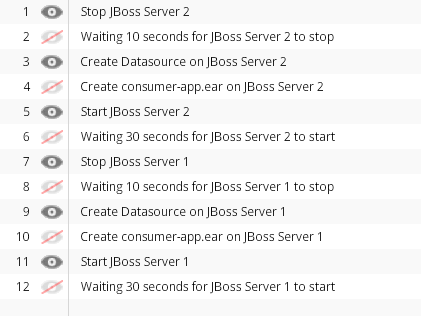 1 Stop JBoss Server 2
2 Waiting 10 seconds for JBoss Server 2 to stop
3 Create Datasource on JBoss Server 2
4 Create consumer-app.ear on JBoss Server 2
5 Start JBoss Server 2
6 Waiting 30 seconds for JBoss Server 2 to start
7 Stop JBoss Server 1
8 Waiting 10 seconds for JBoss Server 1 to stop
9 Create Datasource on JBoss Server 1
10 Create consumer-app.ear on JBoss Server 1
11 Start JBoss Server 1
12 Waiting 30 seconds for JBoss Server 1 to start